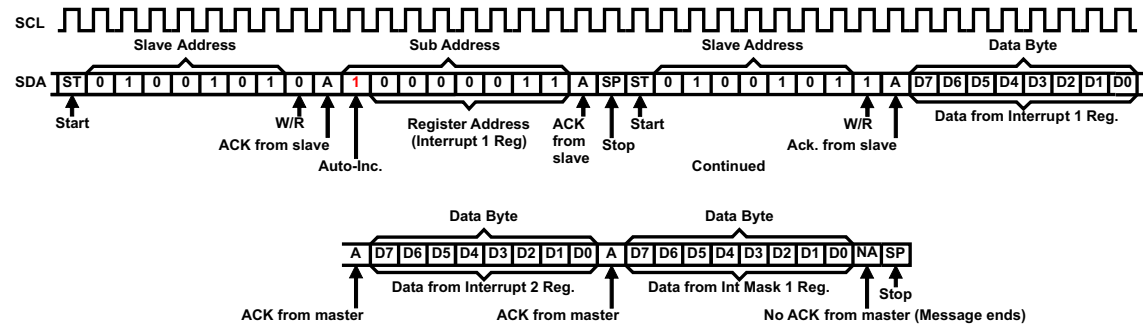 SCL
Slave Address Sub Address Slave Address Data Byte
SDA ST 0 1 0 0 1 0 1 0 A 1 0 0 0 0 0 1 1 A SP ST 0 1 0 0 1 0 1 1 A D7 D6 D5 D4 D3 D2 D1 D0
Start W/R Register Address ACK Start W/R Data from Interrupt 1 Reg.
ACK from slave (Interrupt 1 Reg) from Stop Ack. from slave
slave
Auto-Inc. Continued
Data Byte Data Byte
A D7 D6 D5 D4 D3 D2 D1 D0 A D7 D6 D5 D4 D3 D2 D1 D0 NA SP
Data from Interrupt 2 Reg. Data from Int Mask 1 Reg. Stop
ACK from master ACK from master No ACK from master (Message ends)